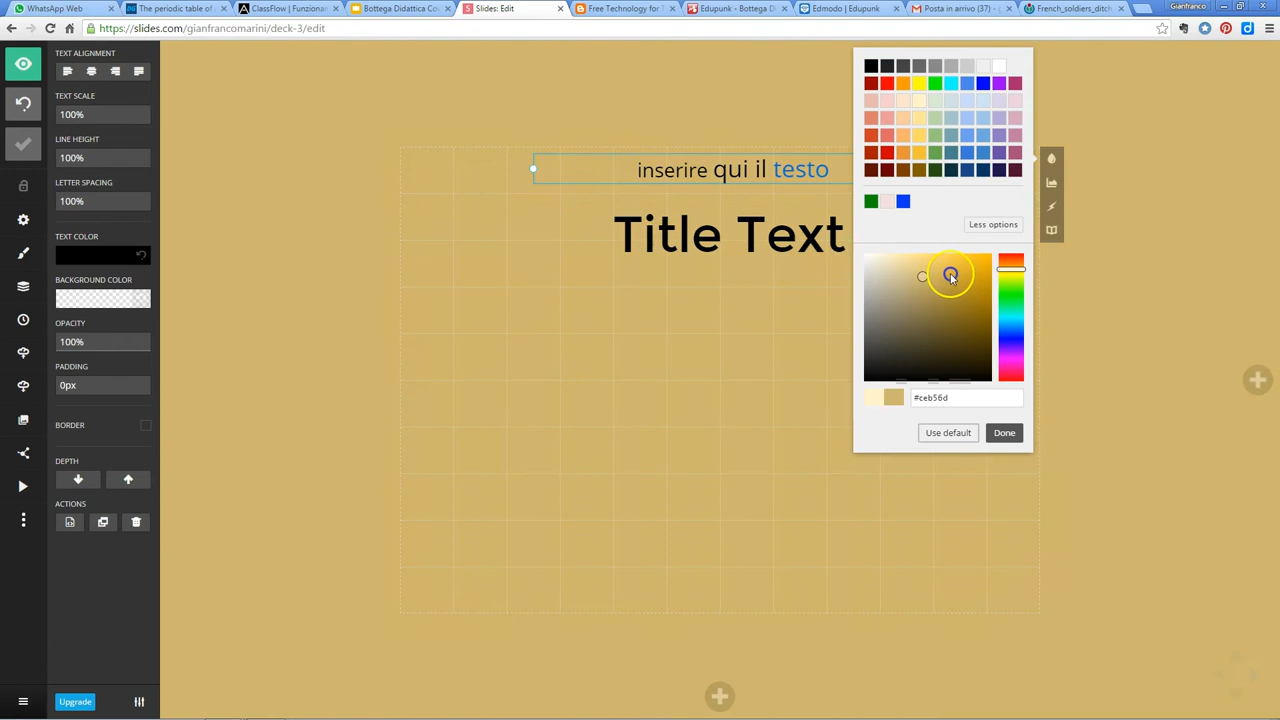 WhatsApp Web
The periodic table of
ClassFlow | Funzionar
Bottega Didattica Co
Slides: Edit
Free Technology for T
Edupunk - Bottega D
Edmodo | Edupunk
Posta in arrivo (37) - g
French_soldiers_ditch
Gianfranco
https://slides.com/gianfrancomarini/deck-3/edit
TEXT ALIGNMENT
TEXT SCALE
100%
LINE HEIGHT
100%
LETTER SPACING
100%
TEXT COLOR
BACKGROUND COLOR
OPACITY
100%
PADDING
0px
BORDER
DEPTH
ACTIONS
Upgrade
inserire qui il testo
Title Text
Less options
#ceb56d
Use default
Done